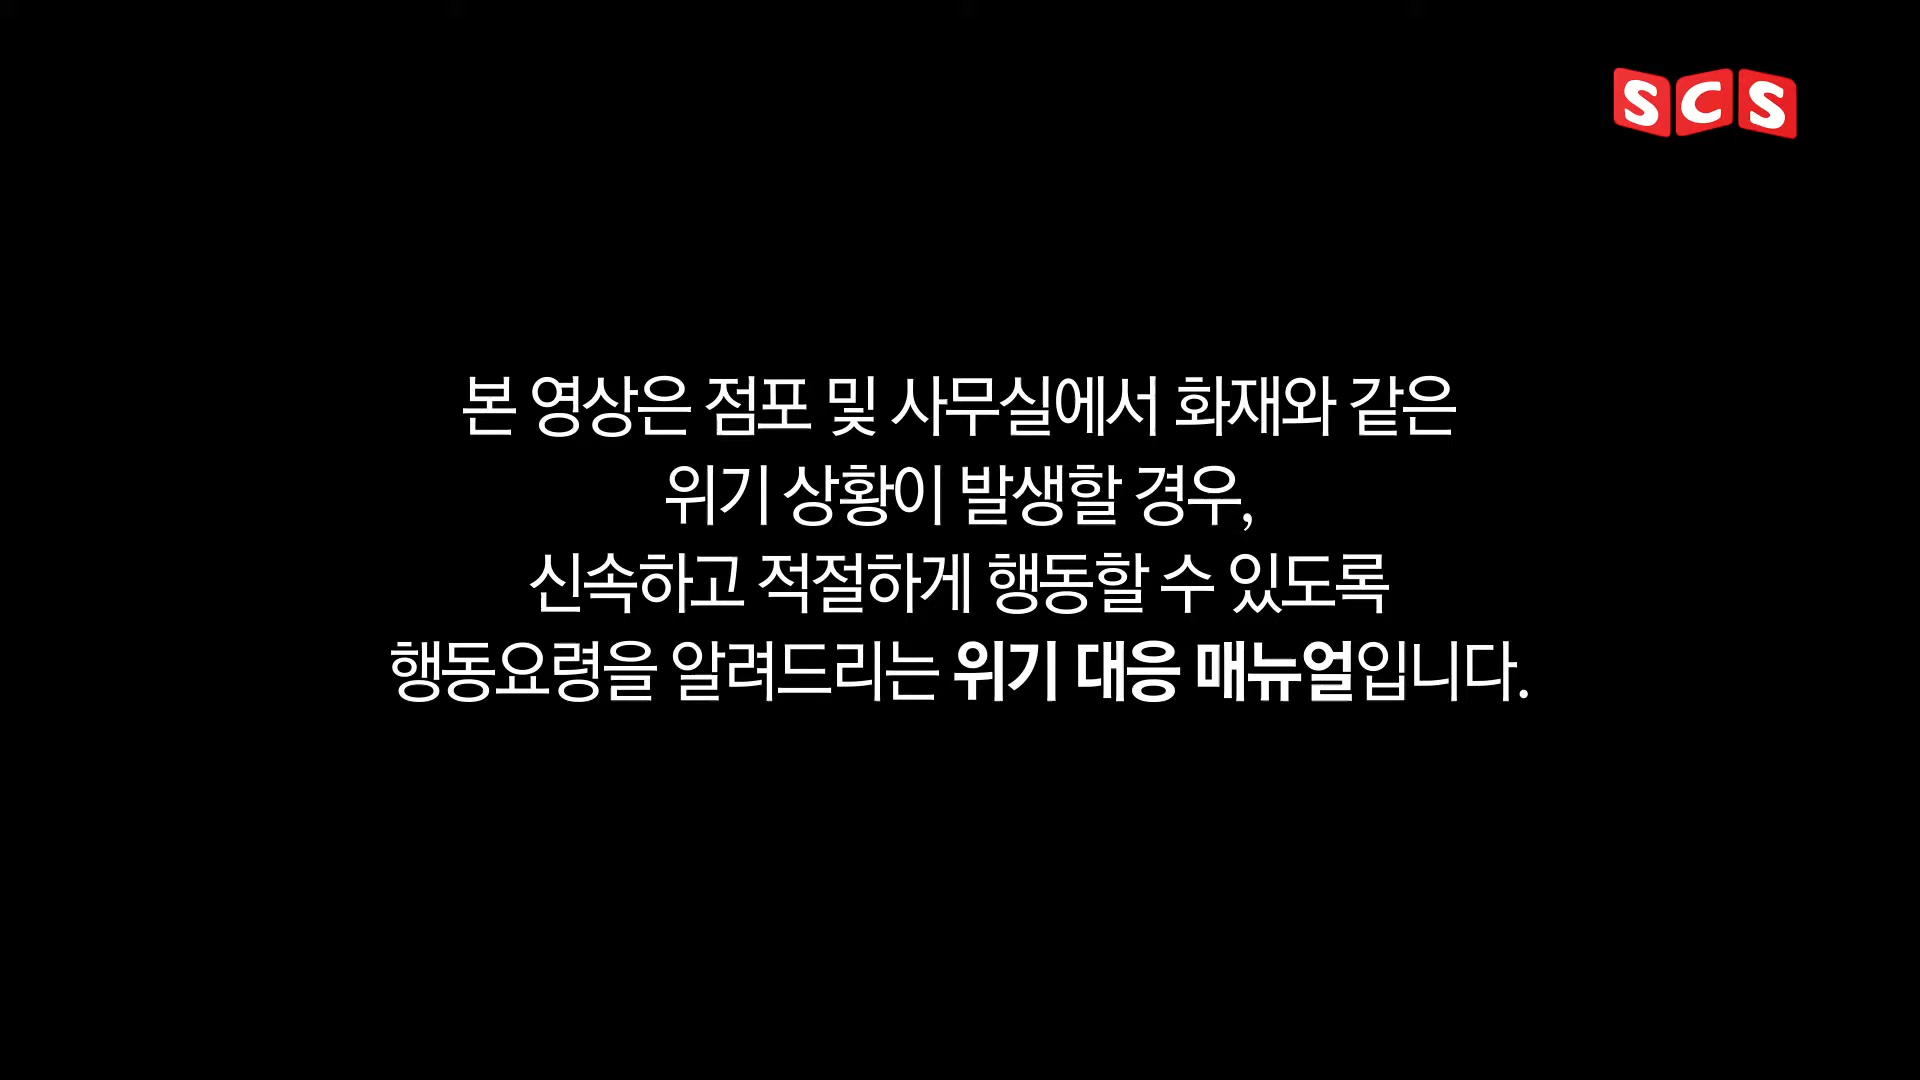 SCS
본 영상은 점포 및 사무실에서 화재와 같은
위기 상황이 발생할 경우,
신속하고 적절하게 행동할 수 있도록
행동요령을 알려드리는 위기 대응 매뉴얼입니다.